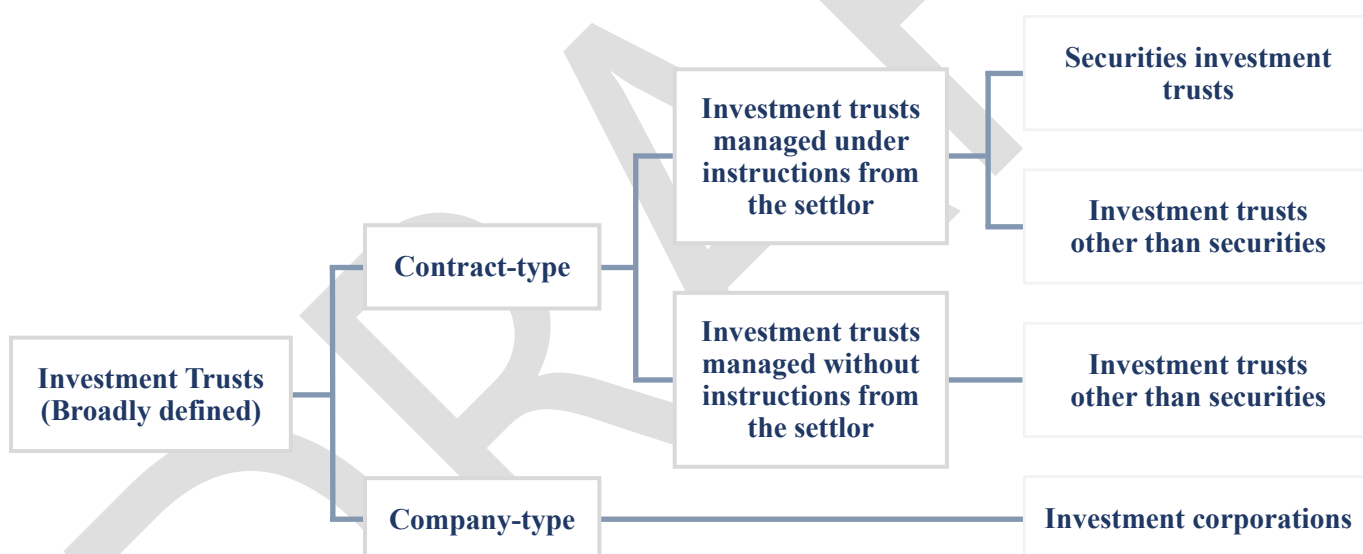 Securities investment
trusts
Investment trusts
managed under
instructions from
the settlor
Investment trusts
other than securities
Contract-type
Investment trusts
managed without
instructions from
the settlor
Investment trusts
other than securities
Investment Trusts
(Broadly defined)
Company-type
Investment corporations